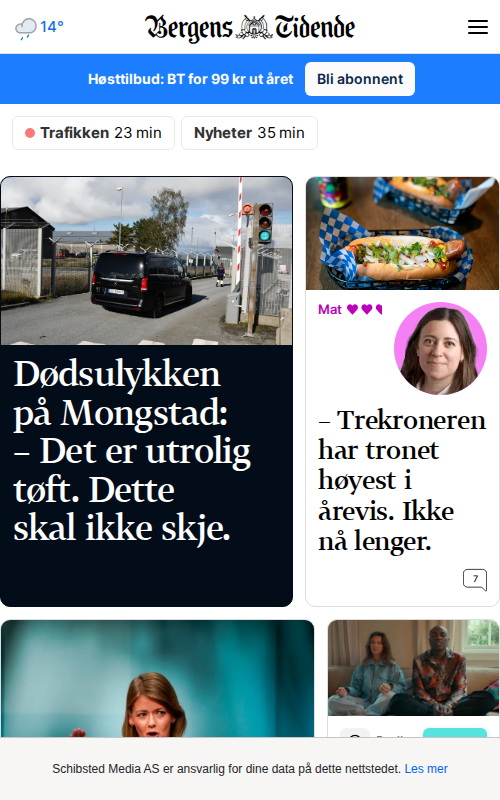 14°
Bergens Tidende
Høsttilbud: BT for 99 kr ut året
Bli abonnent
Trafikken 23 min
Nyheter 35 min
Dødsulykken
på Mongstad:
– Det er utrolig
tøft. Dette
skal ikke skje.
Mat
– Trekroneren
har tronet
høyest i
årevis. Ikke
nå lenger.
7
Schibsted Media AS er ansvarlig for dine data på dette nettstedet. Les mer